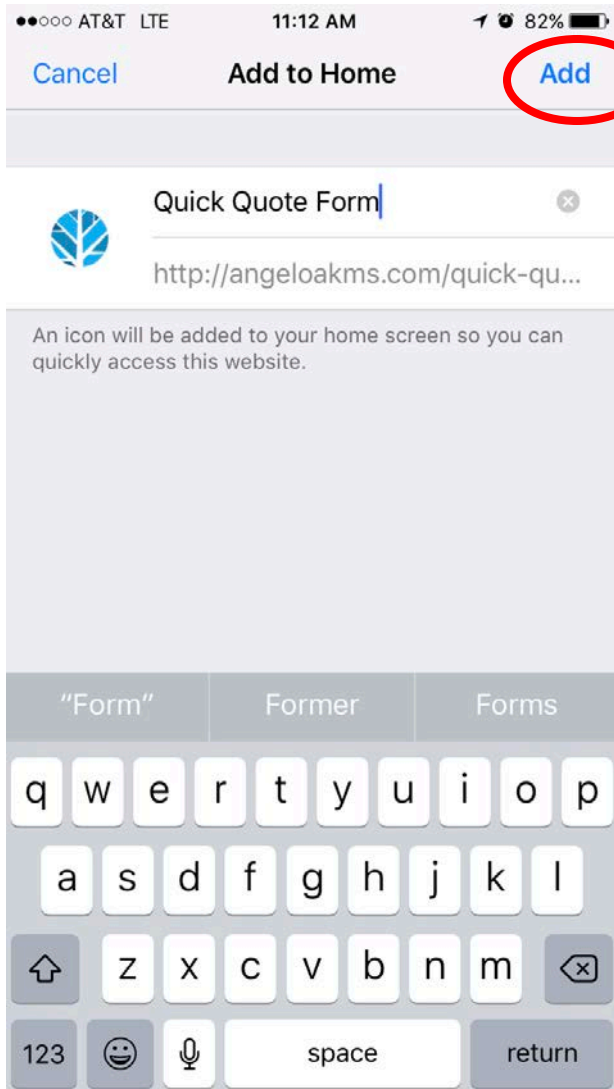 AT&T LTE 11:12 AM 82%
Cancel Add to Home Add
Quick Quote Form
http://angeloakms.com/quick-qu...
An icon will be added to your home screen so you can
quickly access this website.
"Form" Former Forms
q w e r t y u i o p
a s d f g h j k l
z x c v b n m
123 space return